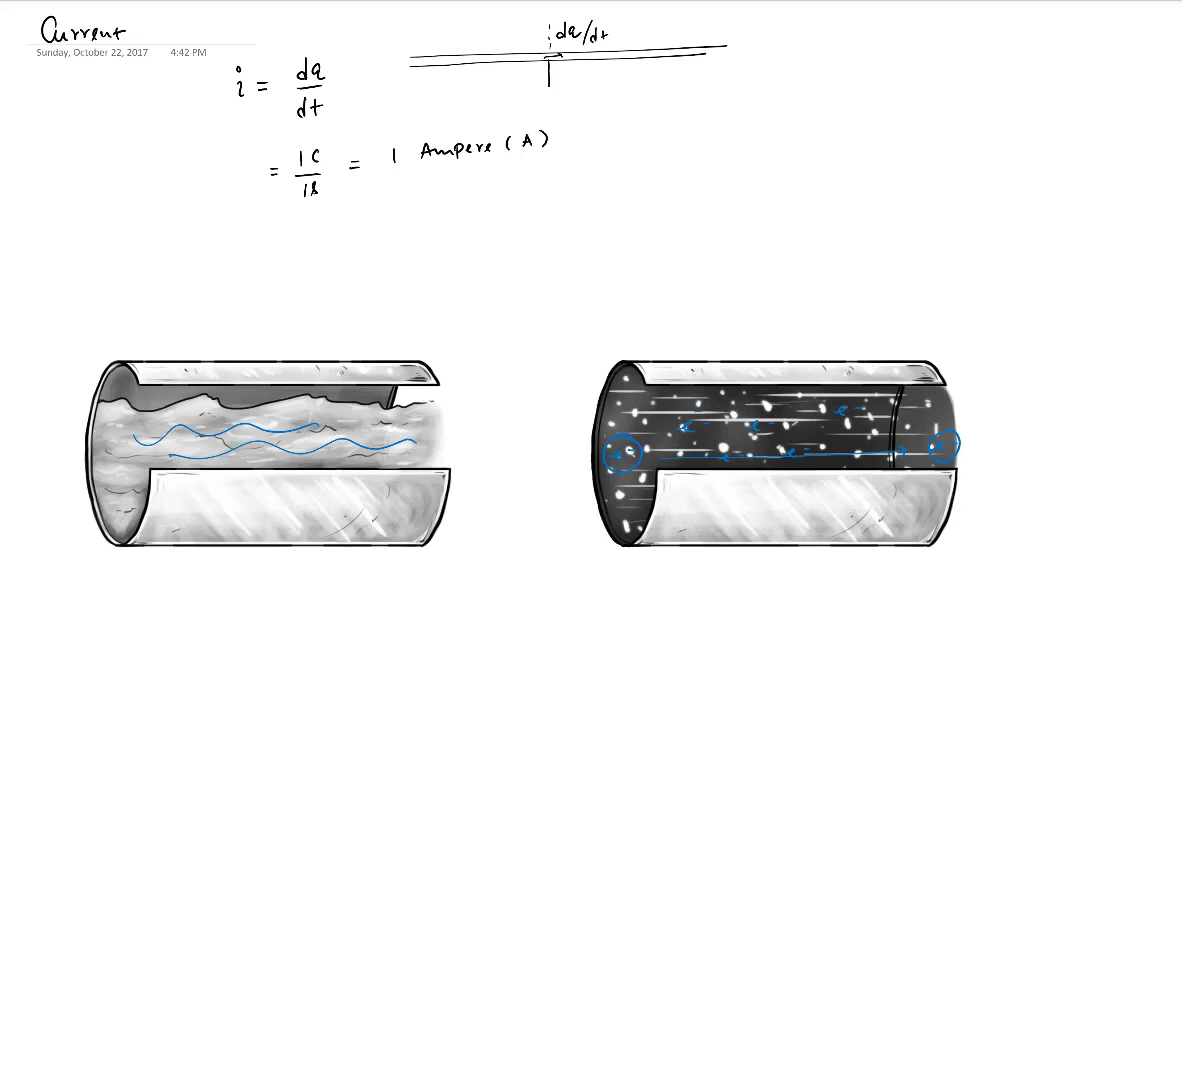 Current
Sunday, October 22, 2017 4:42 PM
dq/dt
i = dq/dt
= 1C/1s = 1 Ampere (A)
e- e- e-
e- e- e-